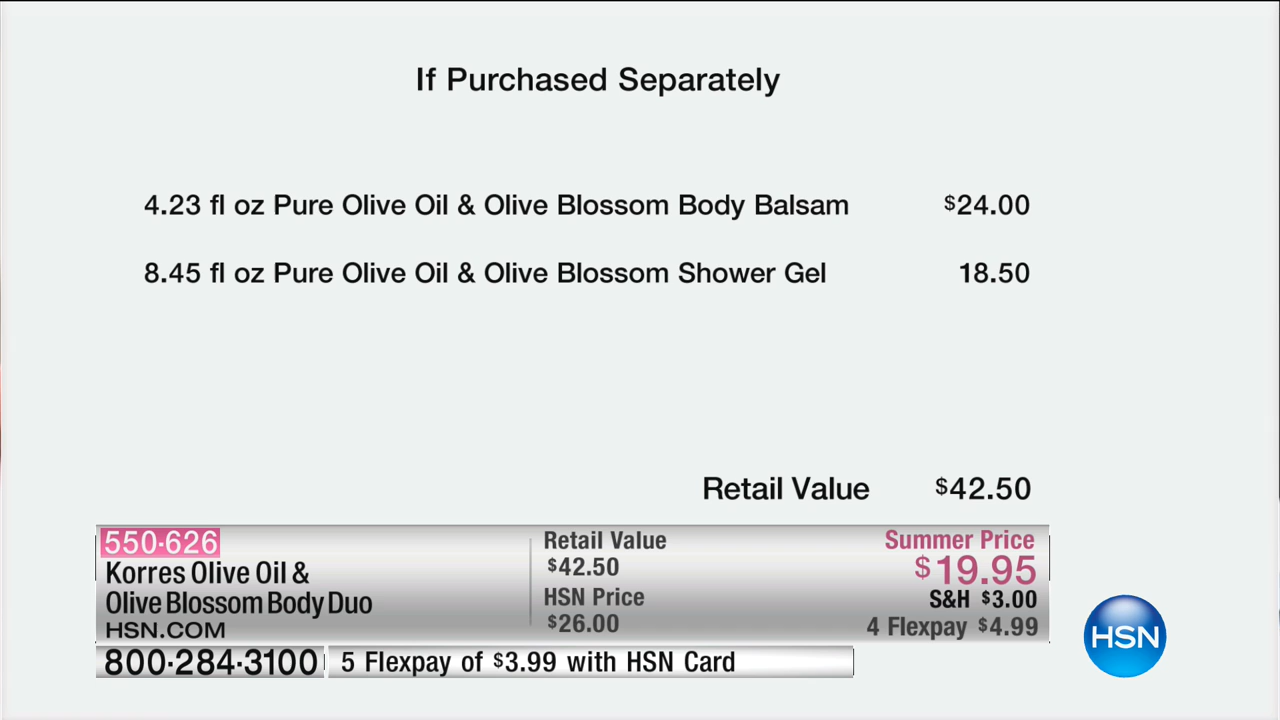 If Purchased Separately
4.23 fl oz Pure Olive Oil & Olive Blossom Body Balsam $24.00
8.45 fl oz Pure Olive Oil & Olive Blossom Shower Gel 18.50
Retail Value $42.50
550·626
Korres Olive Oil &
Olive Blossom Body Duo
HSN.COM
Retail Value
$42.50
HSN Price
$26.00
Summer Price
$19.95
S&H $3.00
4 Flexpay $4.99
800·284·3100
5 Flexpay of $3.99 with HSN Card
HSN